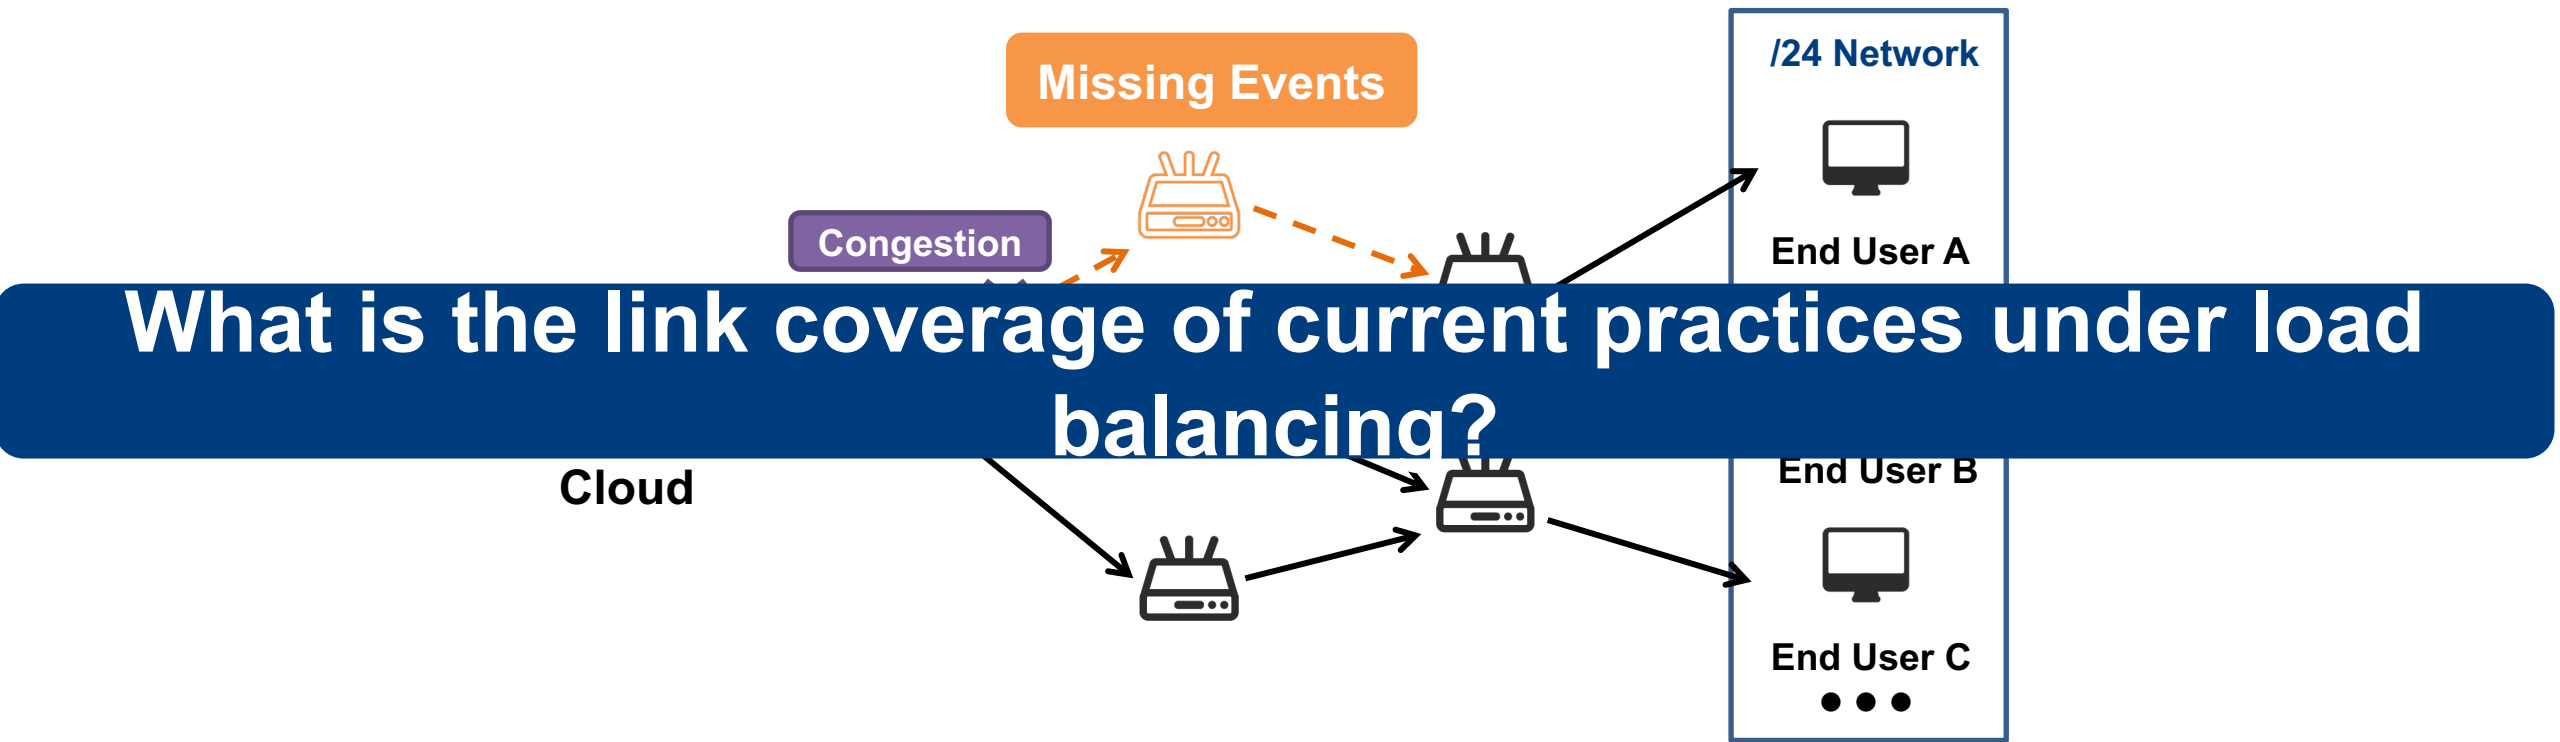 /24 Network
Missing Events
Congestion
End User A
What is the link coverage of current practices under load
balancing?
Cloud
End User B
End User C